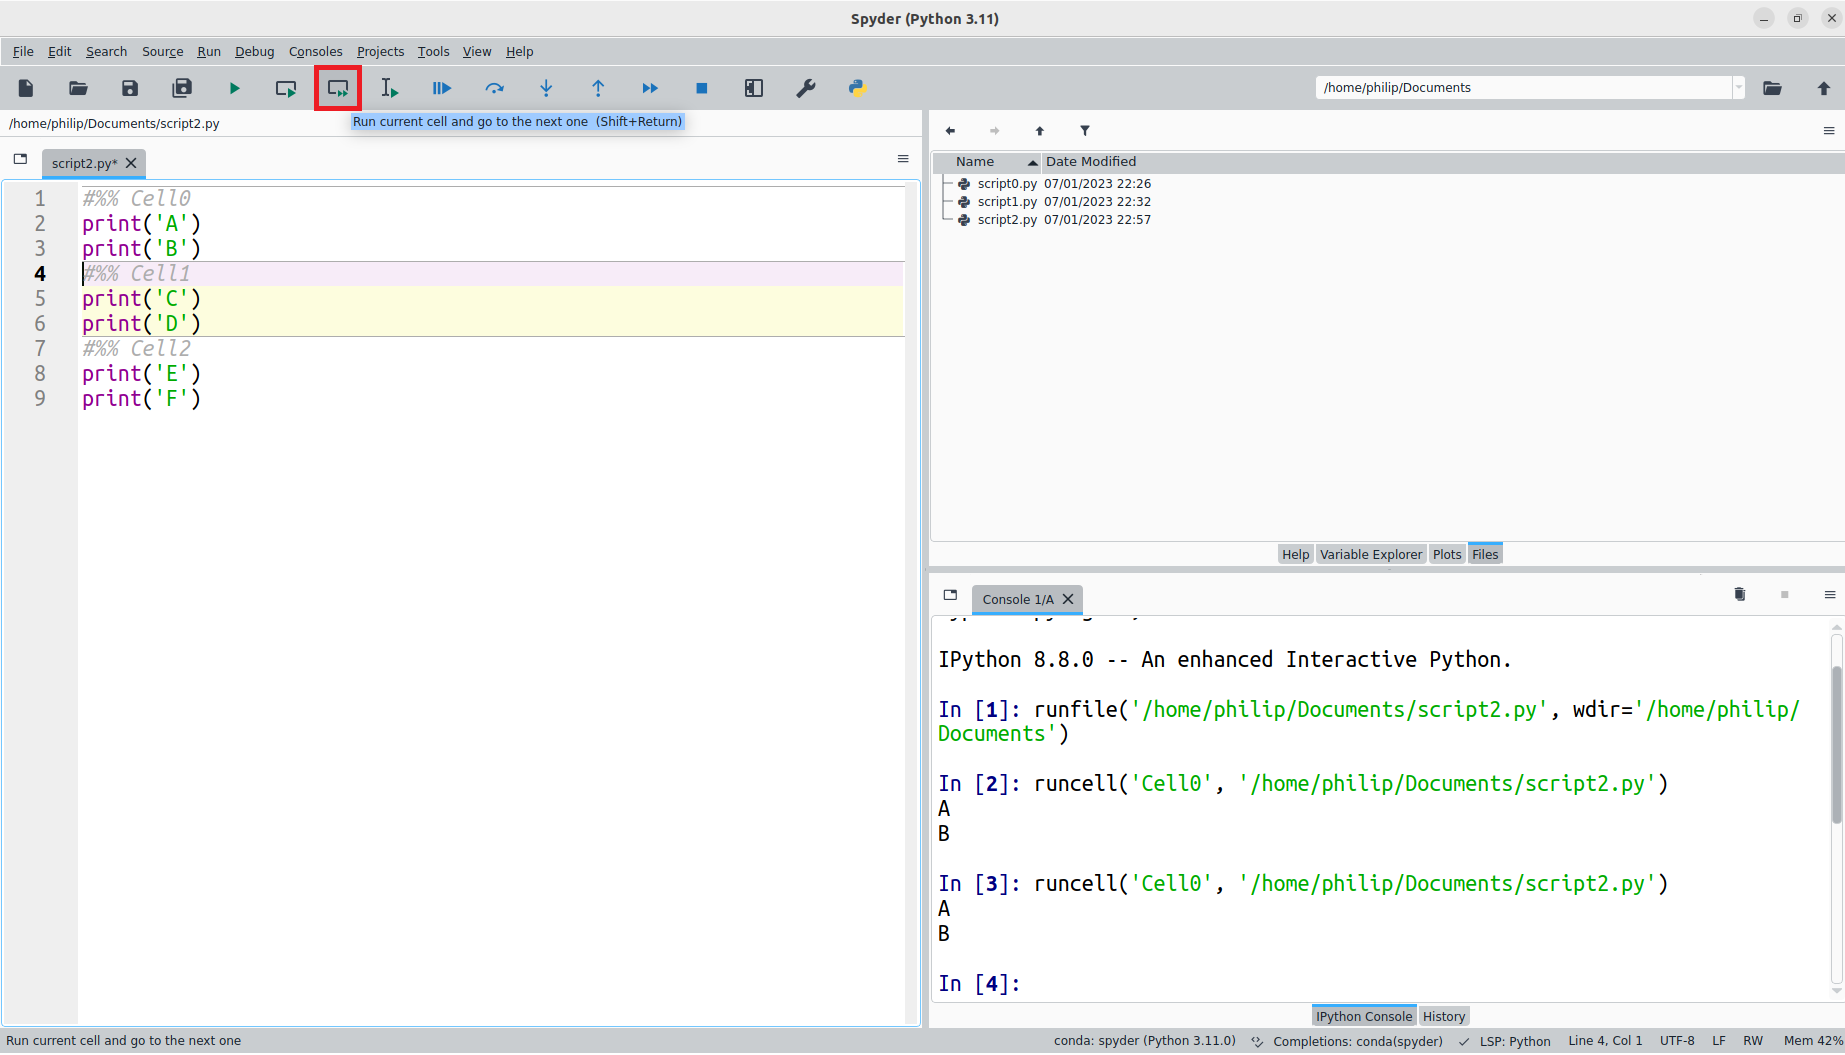 Spyder (Python 3.11)
File Edit Search Source Run Debug Consoles Projects Tools View Help
/home/philip/Documents
/home/philip/Documents/script2.py
Run current cell and go to the next one (Shift+Return)
script2.py*
1 #%% Cell0
2 print('A')
3 print('B')
4 #%% Cell1
5 print('C')
6 print('D')
7 #%% Cell2
8 print('E')
9 print('F')
Name Date Modified
script0.py 07/01/2023 22:26
script1.py 07/01/2023 22:32
script2.py 07/01/2023 22:57
Help Variable Explorer Plots Files
Console 1/A
IPython 8.8.0 -- An enhanced Interactive Python.
In [1]: runfile('/home/philip/Documents/script2.py', wdir='/home/philip/
Documents')
In [2]: runcell('Cell0', '/home/philip/Documents/script2.py')
A
B
In [3]: runcell('Cell0', '/home/philip/Documents/script2.py')
A
B
In [4]:
IPython Console History
Run current cell and go to the next one
conda: spyder (Python 3.11.0) Completions: conda(spyder) LSP: Python Line 4, Col 1 UTF-8 LF RW Mem 42%